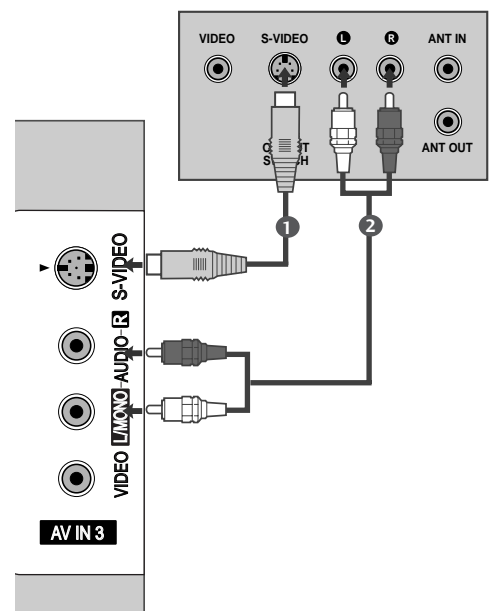 VIDEO S-VIDEO L R ANT IN
ANT OUT
1
2
S-VIDEO
VIDEO L/MONO AUDIO R
AV IN 3